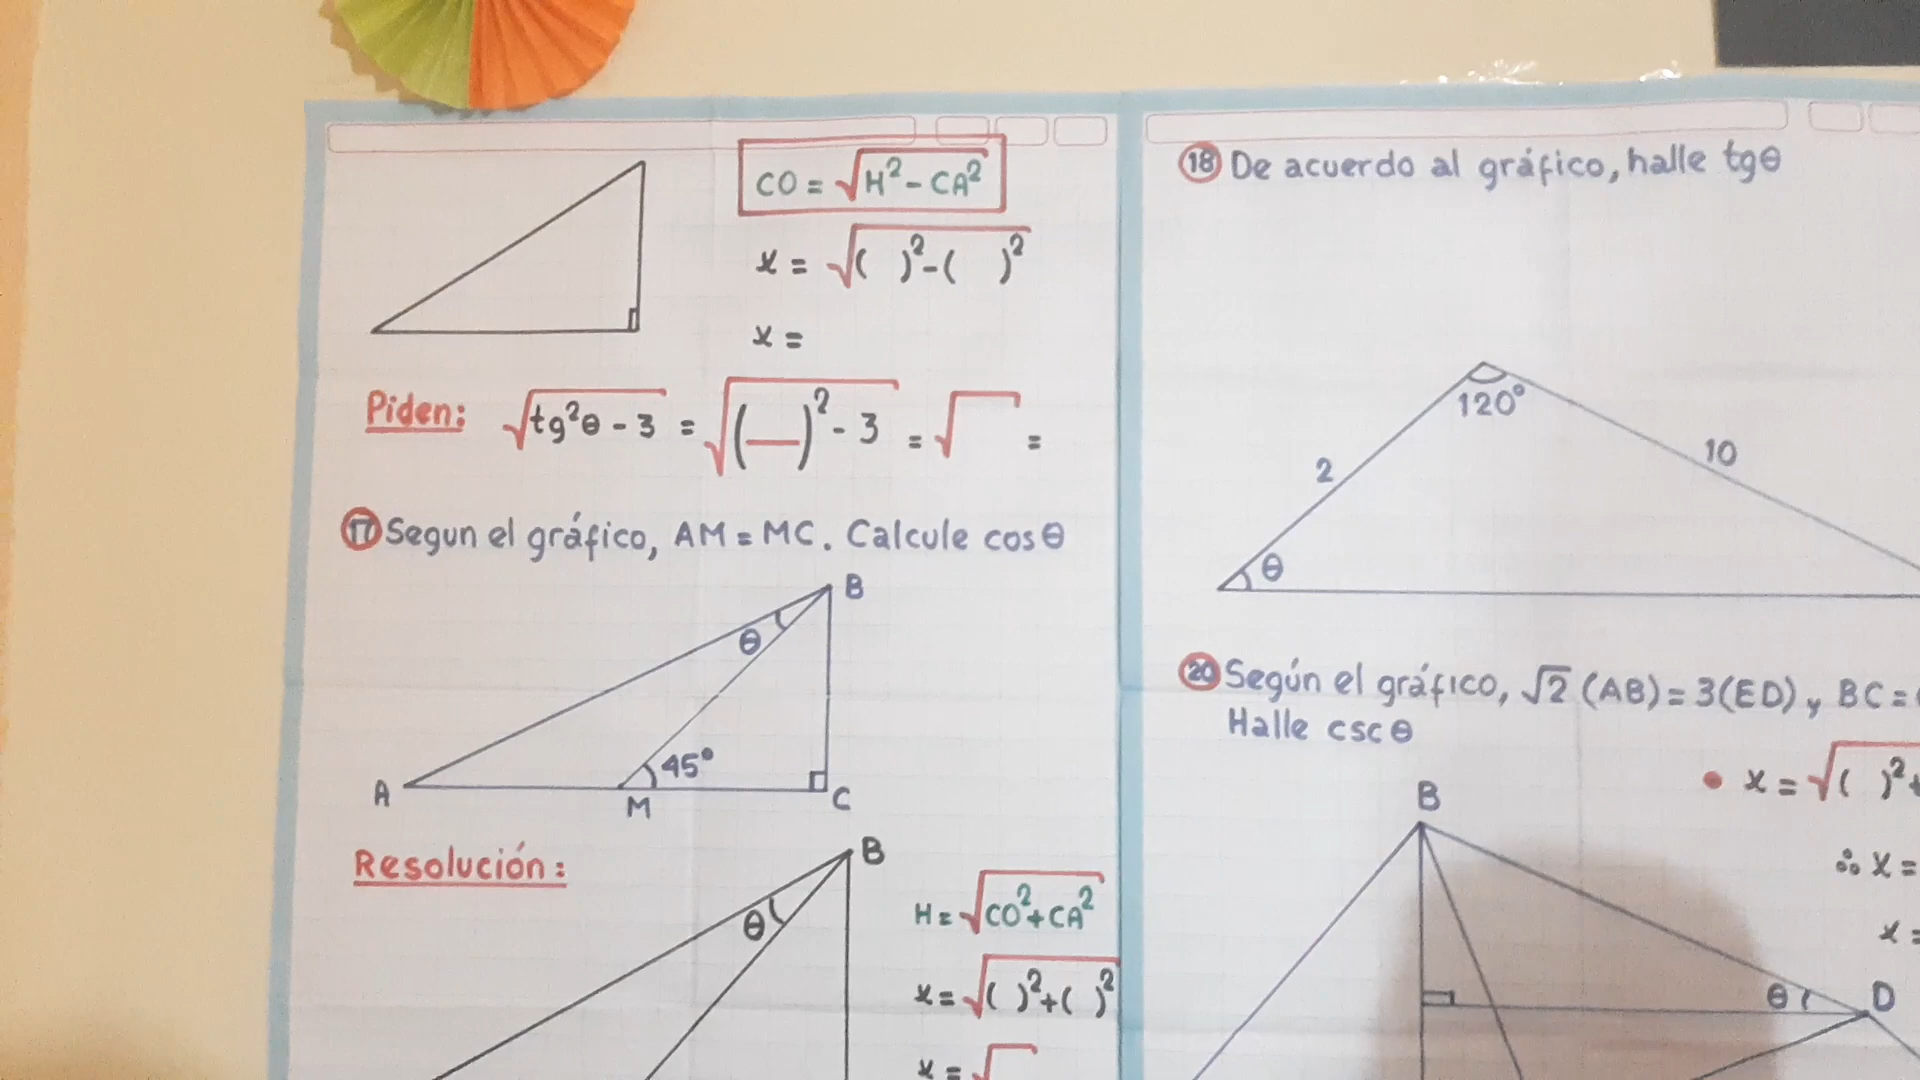 CO = √H² - CA²
x = √( )² - ( )²
x =
Piden: √tg²θ - 3 = √(—)² - 3 = √ =
17 Segun el gráfico, AM = MC. Calcule cos θ
B
θ
45°
A
M
C
Resolución:
B
θ
H = √CO² + CA²
x = √( )² + ( )²
x = √
18 De acuerdo al gráfico, halle tgθ
120°
2
10
θ
20 Según el gráfico, √2 (AB) = 3(ED) y BC =
Halle csc θ
B
• x = √( )² +
∴ x =
x =
θ
D